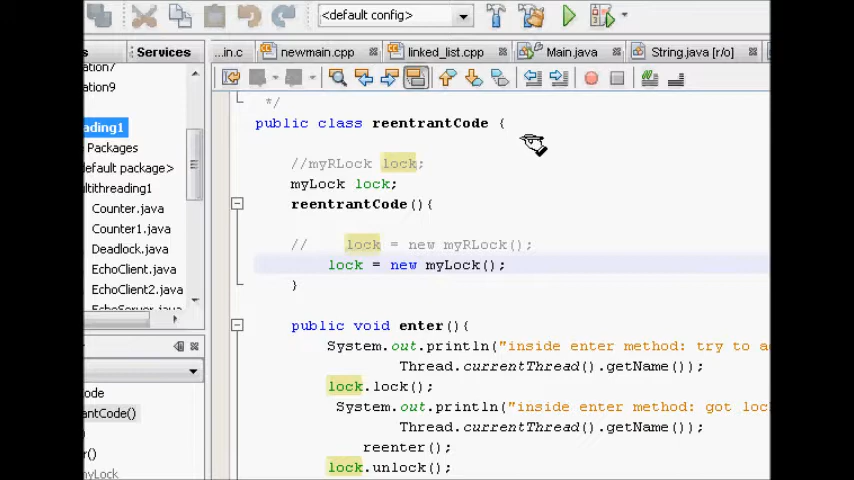 <default config>
Services
...in.c
newmain.cpp
linked_list.cpp
Main.java
String.java [r/o]
ation7
ation9
ading1
Packages
default package>
ltithreading1
Counter.java
Counter1.java
Deadlock.java
EchoClient.java
EchoClient2.java
EchoServer.java
ode
rantCode()
r()
myLock
*/
public class reentrantCode {
//myRLock lock;
myLock lock;
reentrantCode(){
// lock = new myRLock();
lock = new myLock();
}
public void enter(){
System.out.println("inside enter method: try to a
Thread.currentThread().getName());
lock.lock();
System.out.println("inside enter method: got loc
Thread.currentThread().getName());
reenter();
lock.unlock();